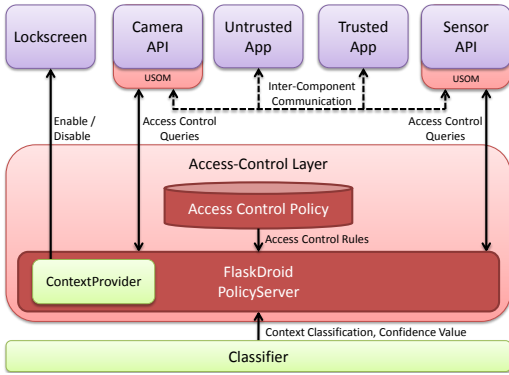 Lockscreen
Camera
API
Untrusted
App
Trusted
App
Sensor
API
USOM
USOM
Inter-Component
Communication
Enable /
Disable
Access Control
Queries
Access Control
Queries
Access-Control Layer
Access Control Policy
Access Control Rules
ContextProvider
FlaskDroid
PolicyServer
Context Classification, Confidence Value
Classifier